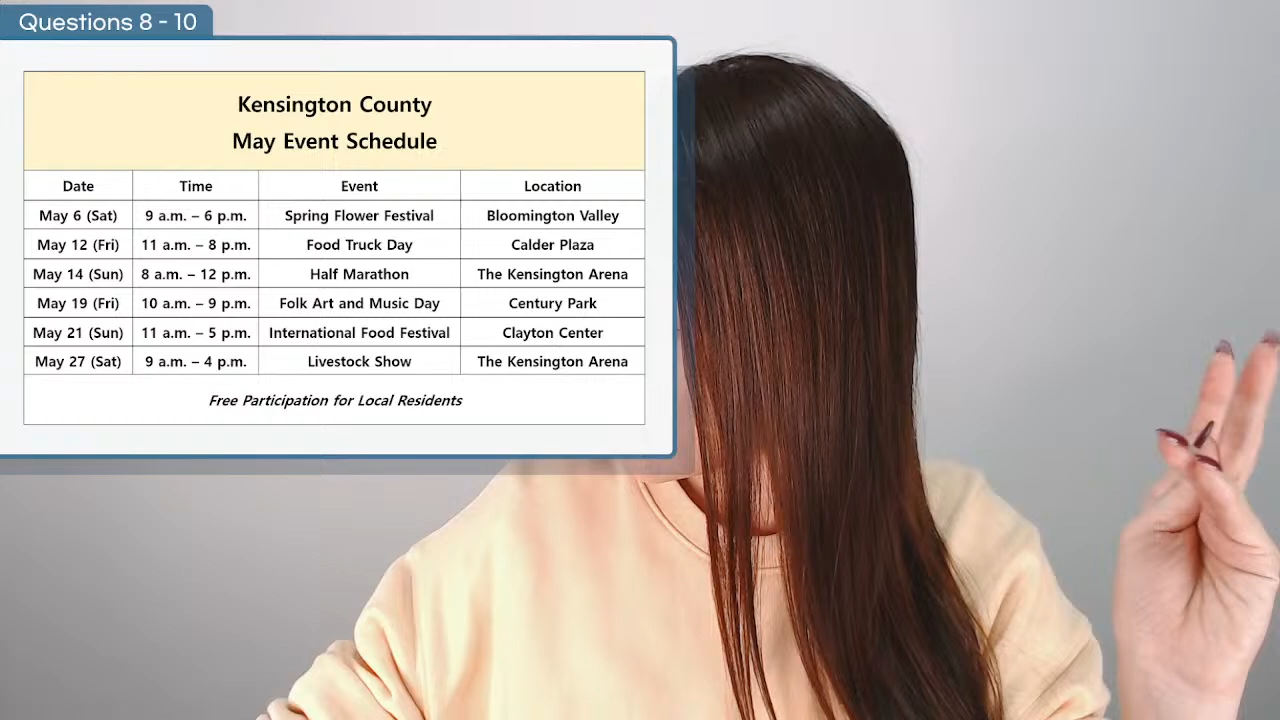 Questions 8 - 10
Kensington County
May Event Schedule
Date Time Event Location
May 6 (Sat) 9 a.m. – 6 p.m. Spring Flower Festival Bloomington Valley
May 12 (Fri) 11 a.m. – 8 p.m. Food Truck Day Calder Plaza
May 14 (Sun) 8 a.m. – 12 p.m. Half Marathon The Kensington Arena
May 19 (Fri) 10 a.m. – 9 p.m. Folk Art and Music Day Century Park
May 21 (Sun) 11 a.m. – 5 p.m. International Food Festival Clayton Center
May 27 (Sat) 9 a.m. – 4 p.m. Livestock Show The Kensington Arena
Free Participation for Local Residents